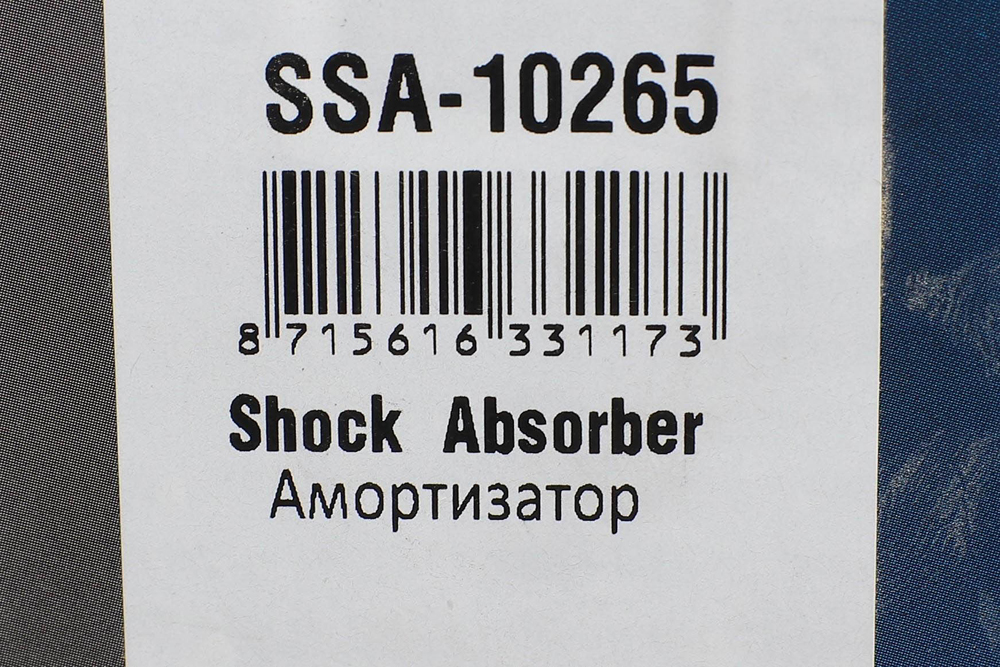 SSA-10265
8 715616 331173
Shock Absorber
Амортизатор